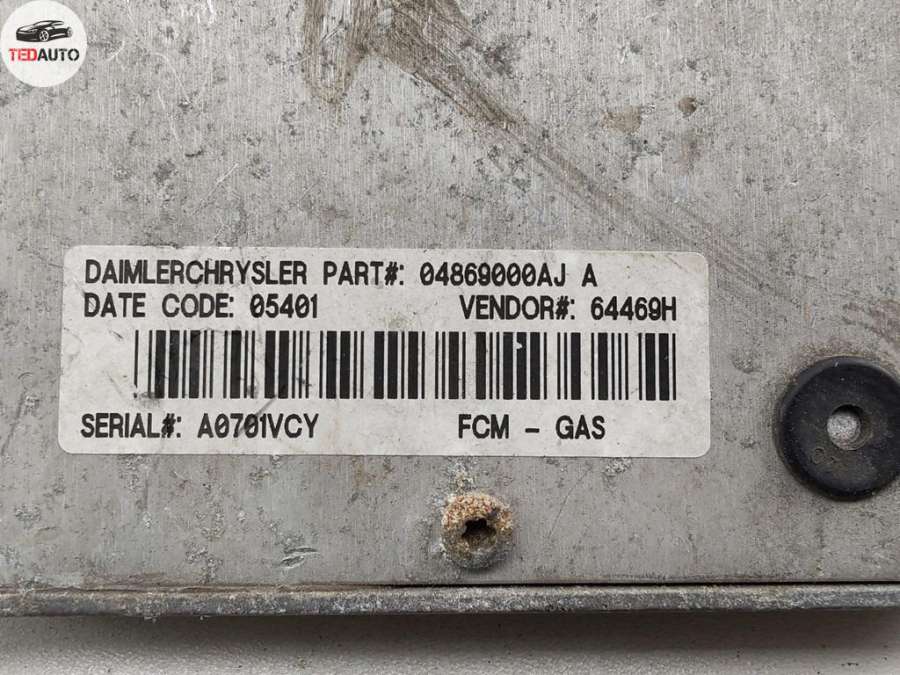 TEDAUTO
DAIMLERCHRYSLER PART#: 04869000AJ A
DATE CODE: 05401 VENDOR#: 64469H
SERIAL#: A0701VCY FCM - GAS